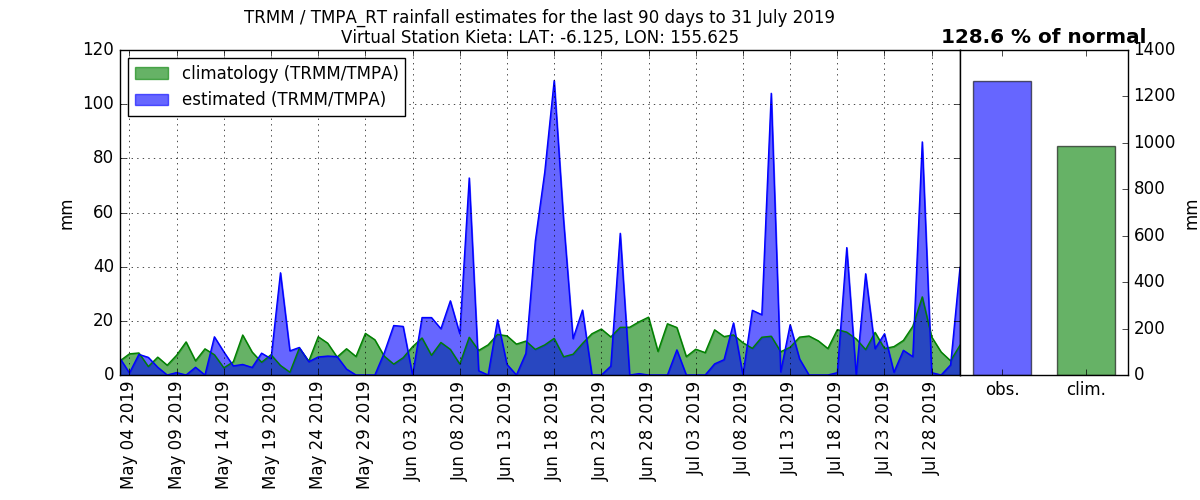 TRMM / TMPA_RT rainfall estimates for the last 90 days to 31 July 2019
Virtual Station Kieta: LAT: -6.125, LON: 155.625
128.6 % of normal
climatology (TRMM/TMPA)
estimated (TRMM/TMPA)
mm
120
100
80
60
40
20
0
May 04 2019
May 09 2019
May 14 2019
May 19 2019
May 24 2019
May 29 2019
Jun 03 2019
Jun 08 2019
Jun 13 2019
Jun 18 2019
Jun 23 2019
Jun 28 2019
Jul 03 2019
Jul 08 2019
Jul 13 2019
Jul 18 2019
Jul 23 2019
Jul 28 2019
obs.
clim.
1400
1200
1000
800
600
400
200
0
mm